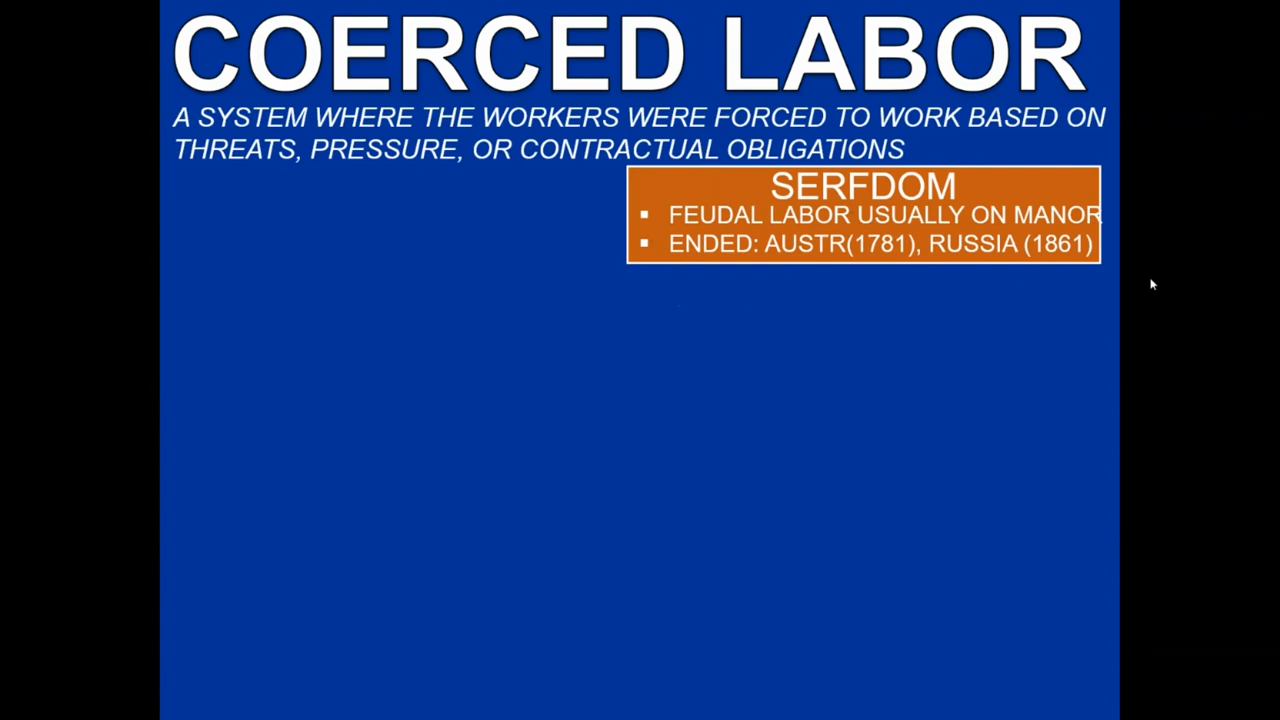 COERCED LABOR
A SYSTEM WHERE THE WORKERS WERE FORCED TO WORK BASED ON
THREATS, PRESSURE, OR CONTRACTUAL OBLIGATIONS
SERFDOM
▪ FEUDAL LABOR USUALLY ON MANOR
▪ ENDED: AUSTR(1781), RUSSIA (1861)